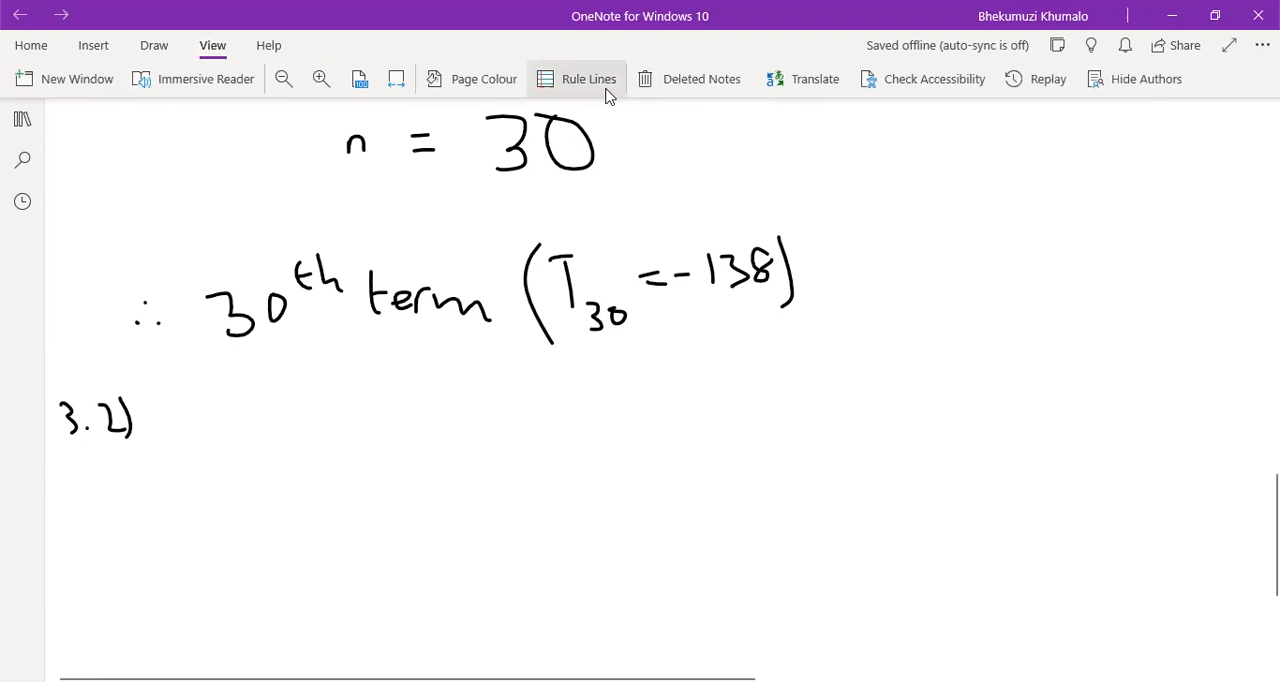 OneNote for Windows 10
Bhekumuzi Khumalo
Home Insert Draw View Help
Saved offline (auto-sync is off) Share
New Window Immersive Reader Page Colour Rule Lines Deleted Notes Translate Check Accessibility Replay Hide Authors
n = 30
∴ 30th term (T30 = -138)
3.2)